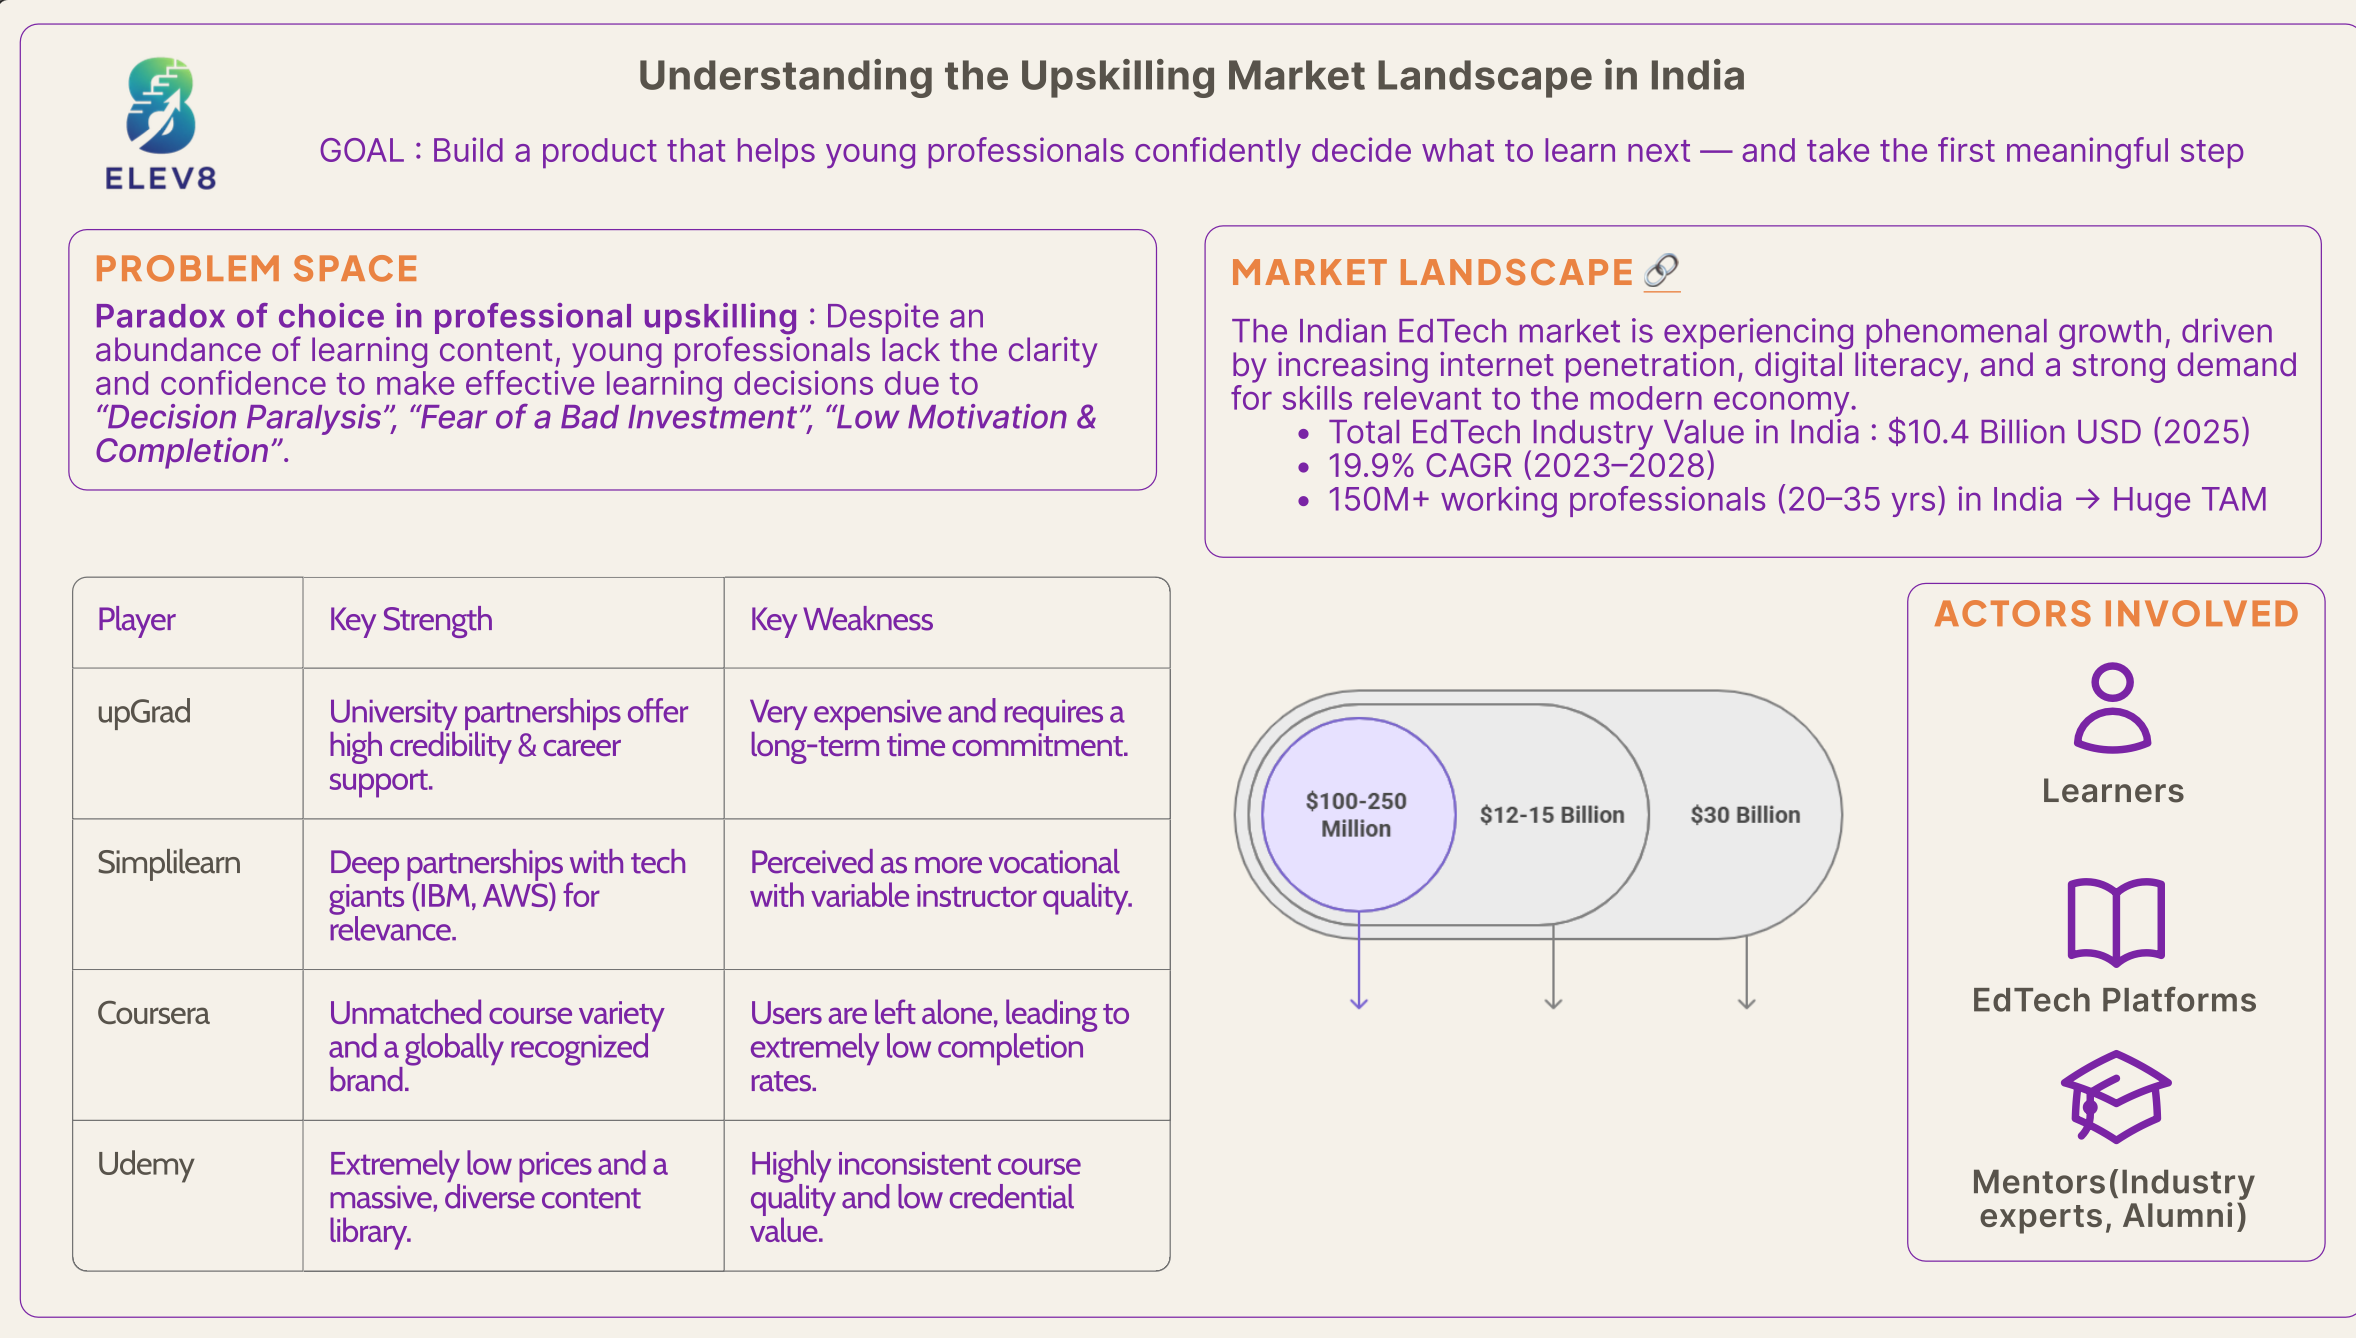 ELEV8
Understanding the Upskilling Market Landscape in India
GOAL : Build a product that helps young professionals confidently decide what to learn next — and take the first meaningful step
PROBLEM SPACE
Paradox of choice in professional upskilling : Despite an
abundance of learning content, young professionals lack the clarity
and confidence to make effective learning decisions due to
“Decision Paralysis”, “Fear of a Bad Investment”, “Low Motivation &
Completion”.
MARKET LANDSCAPE 🔗
The Indian EdTech market is experiencing phenomenal growth, driven
by increasing internet penetration, digital literacy, and a strong demand
for skills relevant to the modern economy.
• Total EdTech Industry Value in India : $10.4 Billion USD (2025)
• 19.9% CAGR (2023–2028)
• 150M+ working professionals (20–35 yrs) in India → Huge TAM
Player
Key Strength
Key Weakness
upGrad
University partnerships offer
high credibility & career
support.
Very expensive and requires a
long-term time commitment.
Simplilearn
Deep partnerships with tech
giants (IBM, AWS) for
relevance.
Perceived as more vocational
with variable instructor quality.
Coursera
Unmatched course variety
and a globally recognized
brand.
Users are left alone, leading to
extremely low completion
rates.
Udemy
Extremely low prices and a
massive, diverse content
library.
Highly inconsistent course
quality and low credential
value.
$100-250
Million
$12-15 Billion
$30 Billion
ACTORS INVOLVED
Learners
EdTech Platforms
Mentors(Industry
experts, Alumni)